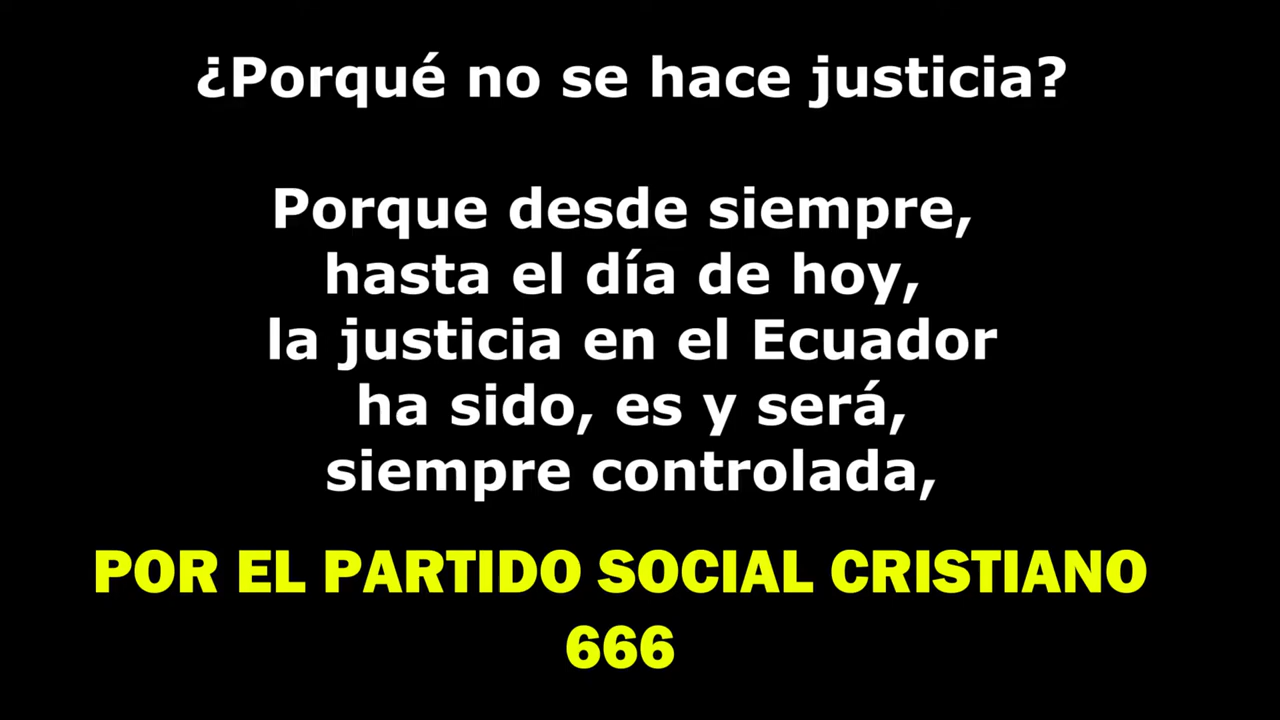 ¿Porqué no se hace justicia?
Porque desde siempre,
hasta el día de hoy,
la justicia en el Ecuador
ha sido, es y será,
siempre controlada,
POR EL PARTIDO SOCIAL CRISTIANO
666